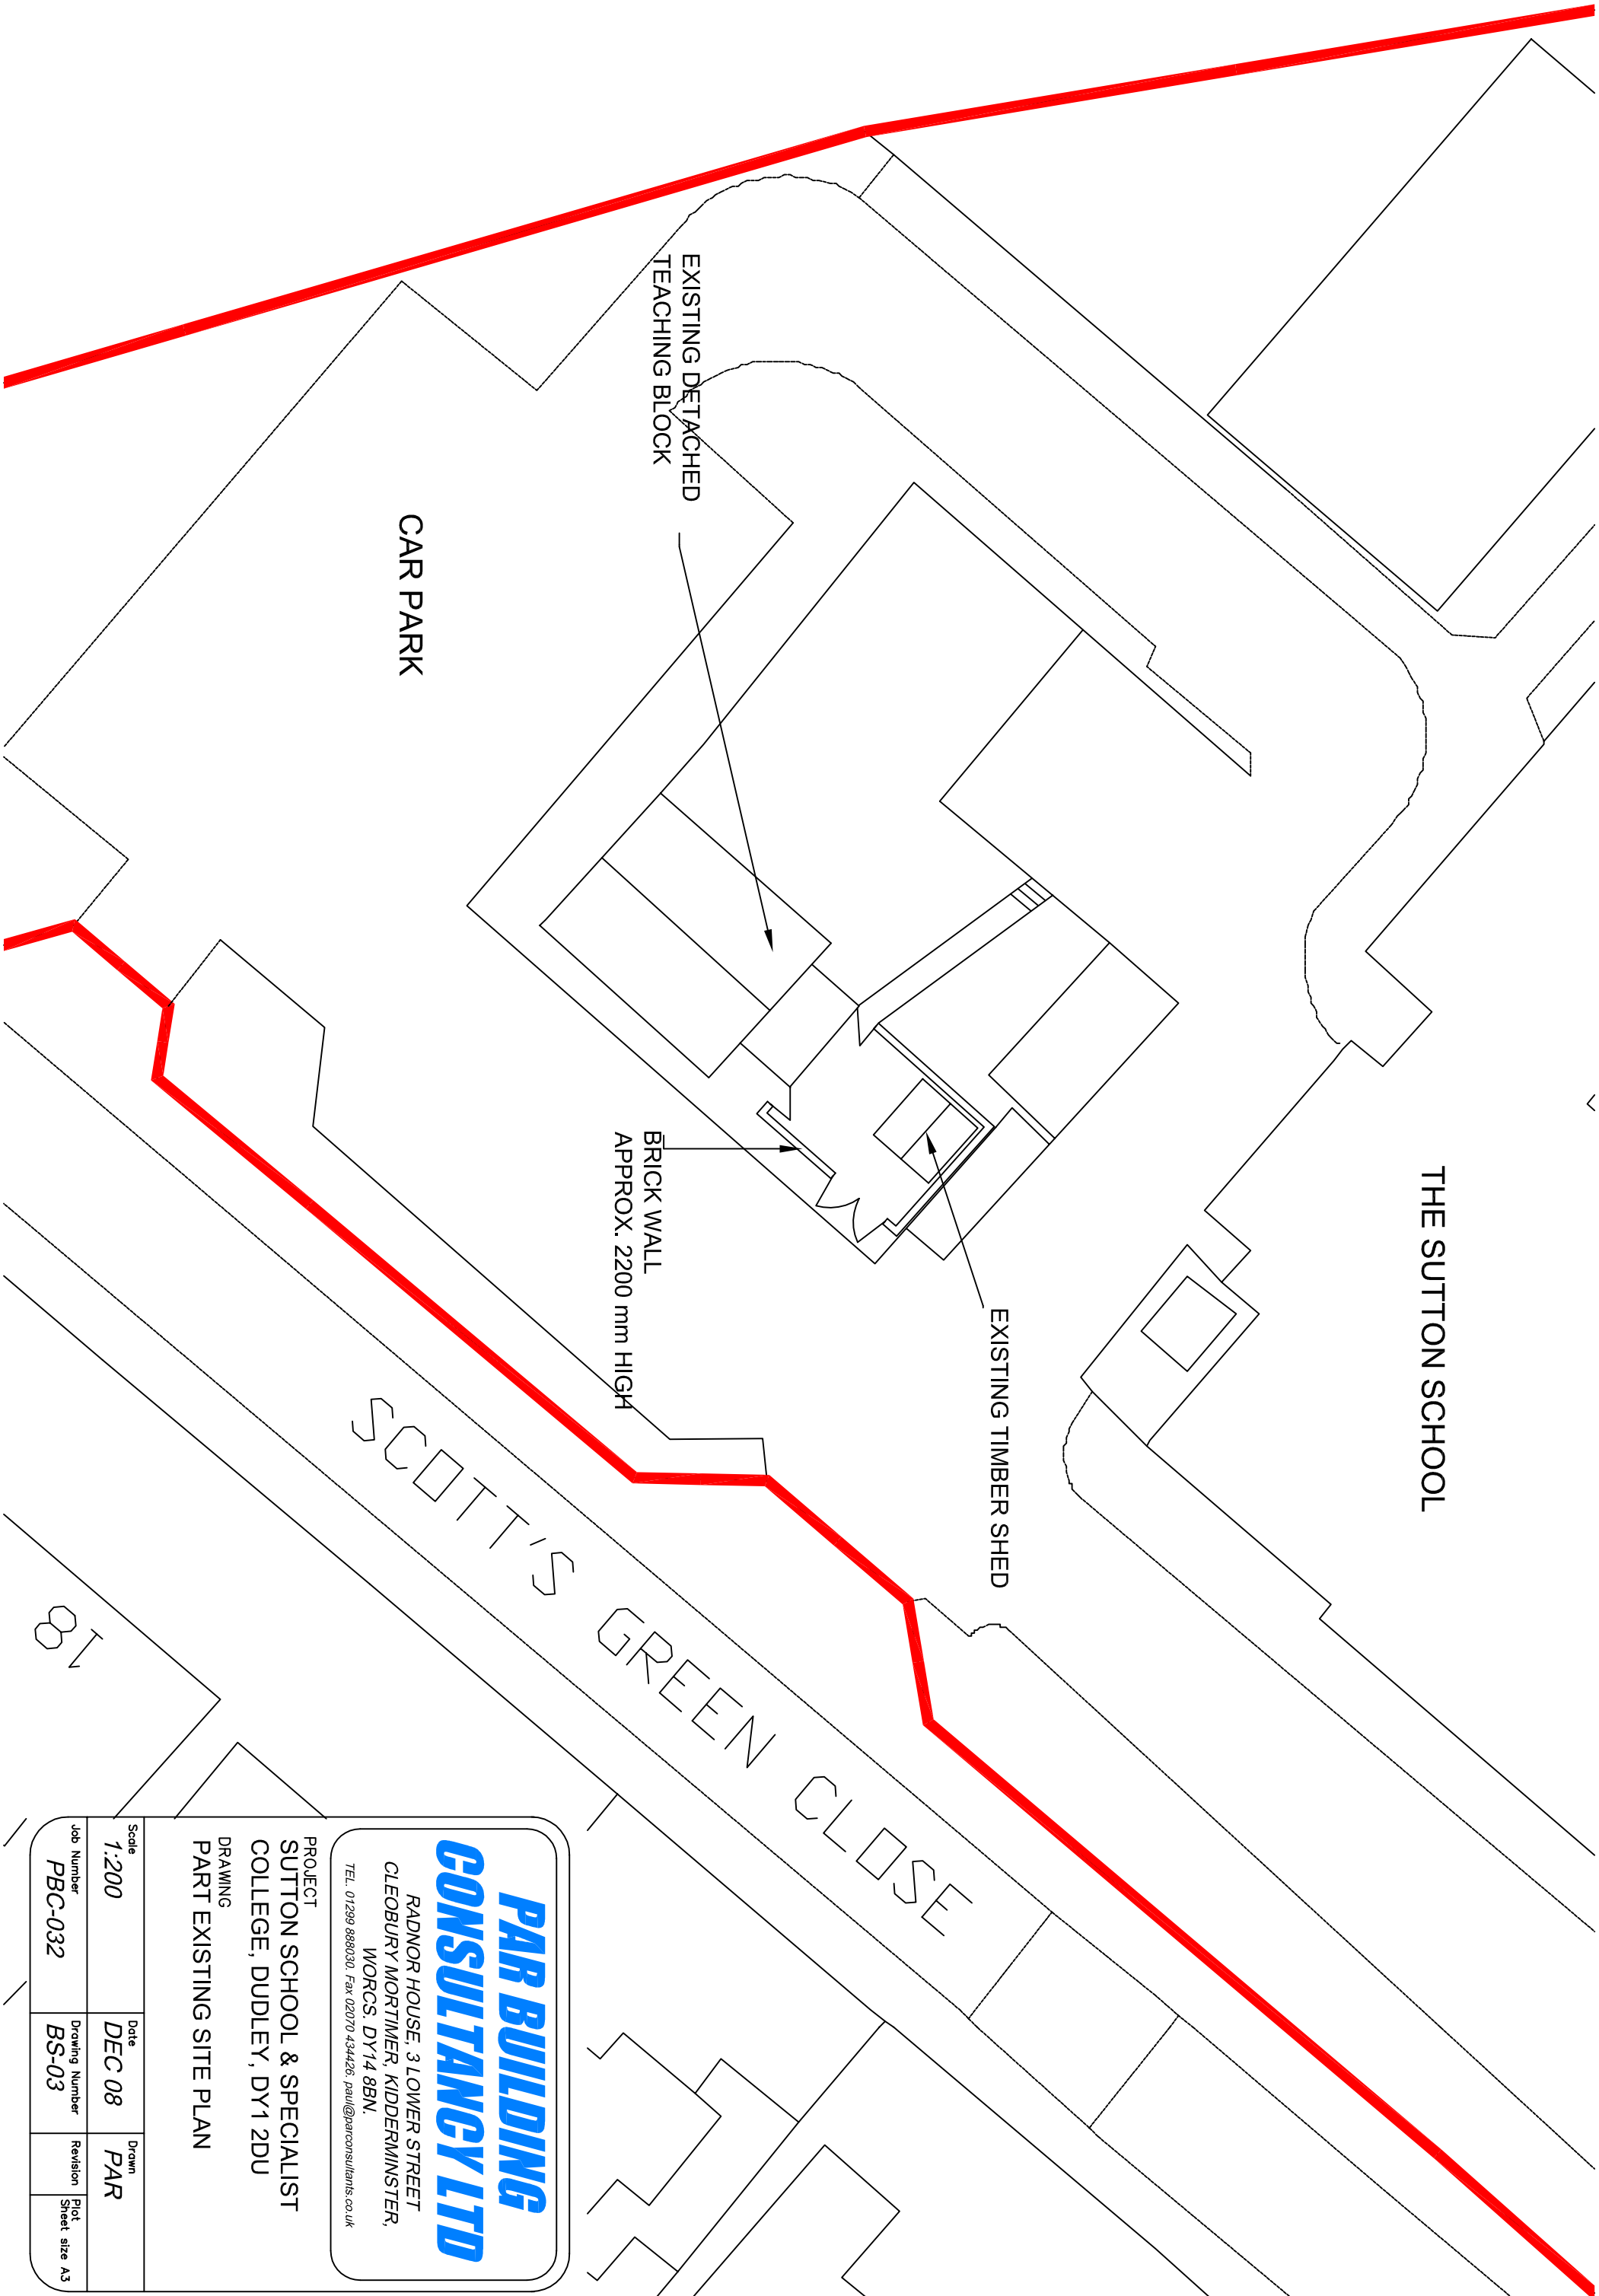 THE SUTTON SCHOOL
EXISTING DETACHED
TEACHING BLOCK
CAR PARK
EXISTING TIMBER SHED
BRICK WALL
APPROX. 2200 mm HIGH
SCOTT'S GREEN CLOSE
18
PAR BUILDING
CONSULTANCY LTD
RADNOR HOUSE, 3 LOWER STREET
CLEOBURY MORTIMER, KIDDERMINSTER,
WORCS. DY14 8BN.
TEL. 01299 888030. Fax 02070 434426. paul@parconsultants.co.uk
PROJECT
SUTTON SCHOOL & SPECIALIST
COLLEGE, DUDLEY, DY1 2DU
DRAWING
PART EXISTING SITE PLAN
Scale
1:200
Date
DEC 08
Drawn
PAR
Job Number
PBC-032
Drawing Number
BS-03
Revision
Plot
Sheet size A3